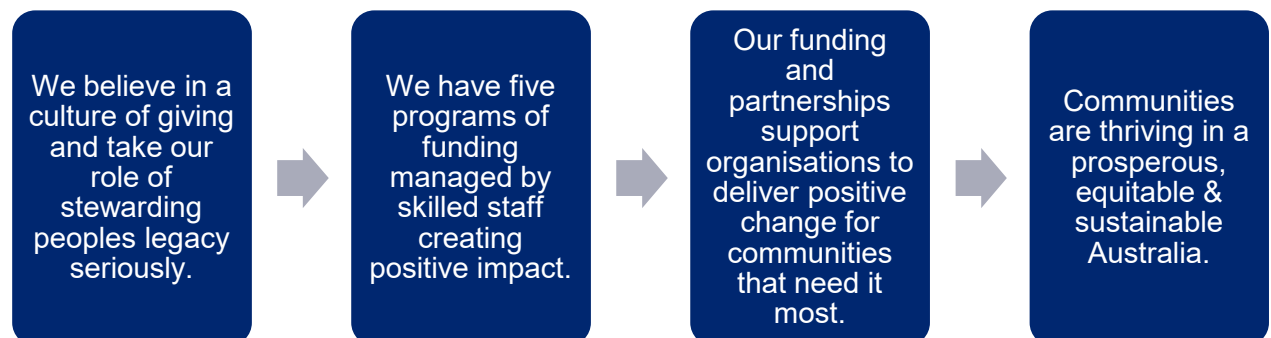 We believe in a
culture of giving
and take our
role of
stewarding
peoples legacy
seriously.
We have five
programs of
funding
managed by
skilled staff
creating
positive impact.
Our funding
and
partnerships
support
organisations to
deliver positive
change for
communities
that need it
most.
Communities
are thriving in a
prosperous,
equitable &
sustainable
Australia.